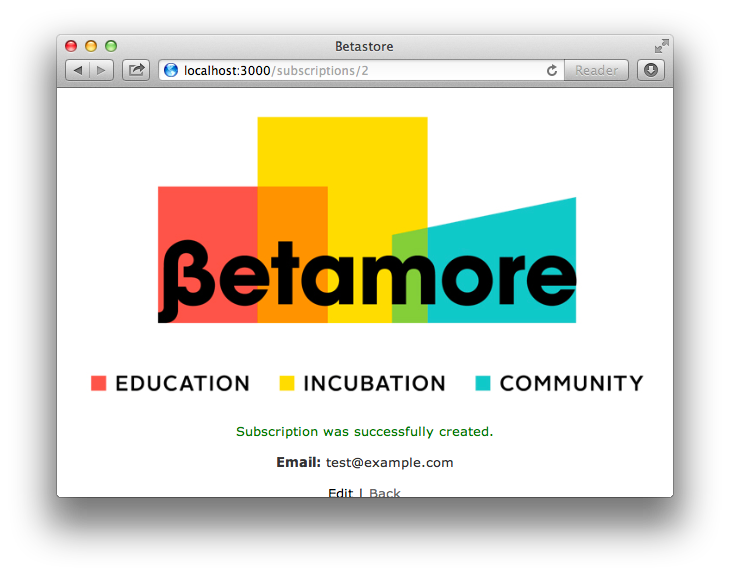 Betastore
localhost:3000/subscriptions/2
Reader
βetamore
EDUCATION INCUBATION COMMUNITY
Subscription was successfully created.
Email: test@example.com
Edit | Back